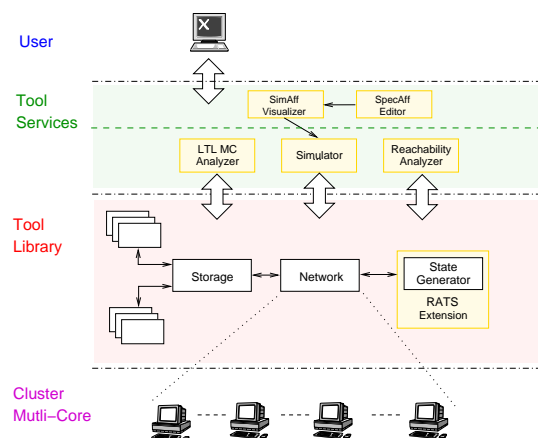 User
Tool
Services
SimAff
Visualizer
SpecAff
Editor
LTL MC
Analyzer
Simulator
Reachability
Analyzer
Tool
Library
Storage
Network
State
Generator
RATS
Extension
Cluster
Mutli-Core